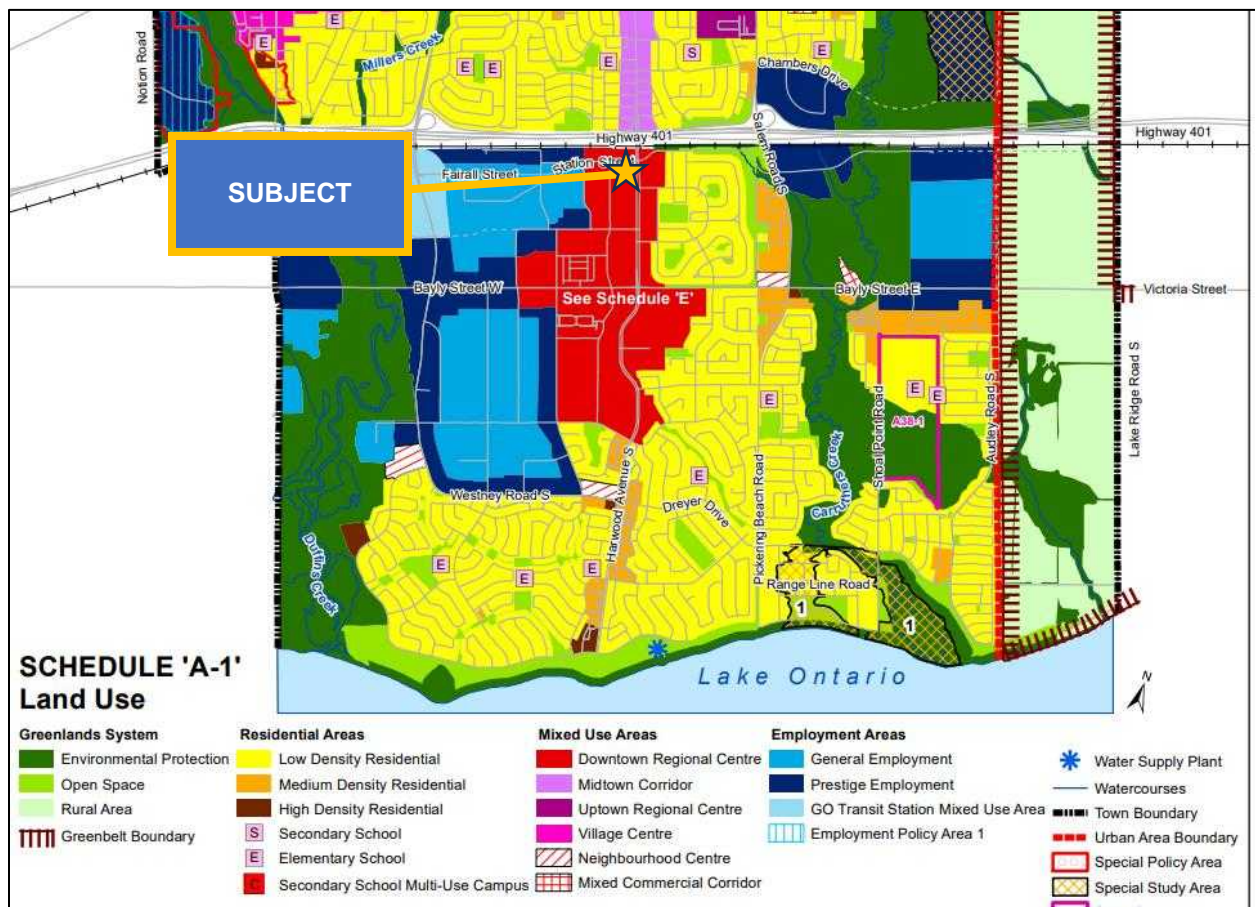 Notion Road
E
E
Millers Creek
E
E
E
S
E
Chambers Drive
Salem Road S
Highway 401
Highway 401
SUBJECT
Fairall Street
Station Street
Bayly Street W
See Schedule 'E'
Bayly Street E
Victoria Street
Lake Ridge Road S
Shoal Point Road
Audley Road S
E
E
E
A38-1
E
Westney Road S
Harwood Avenue S
Dreyer Drive
Pickering Beach Road
Carruthers Creek
Duffins Creek
E
E
E
Range Line Road
1
1
Lake Ontario
N
SCHEDULE 'A-1'
Land Use
Greenlands System
Environmental Protection
Open Space
Rural Area
Greenbelt Boundary
Residential Areas
Low Density Residential
Medium Density Residential
High Density Residential
S Secondary School
E Elementary School
C Secondary School Multi-Use Campus
Mixed Use Areas
Downtown Regional Centre
Midtown Corridor
Uptown Regional Centre
Village Centre
Neighbourhood Centre
Mixed Commercial Corridor
Employment Areas
General Employment
Prestige Employment
GO Transit Station Mixed Use Area
Employment Policy Area 1
Water Supply Plant
Watercourses
Town Boundary
Urban Area Boundary
Special Policy Area
Special Study Area